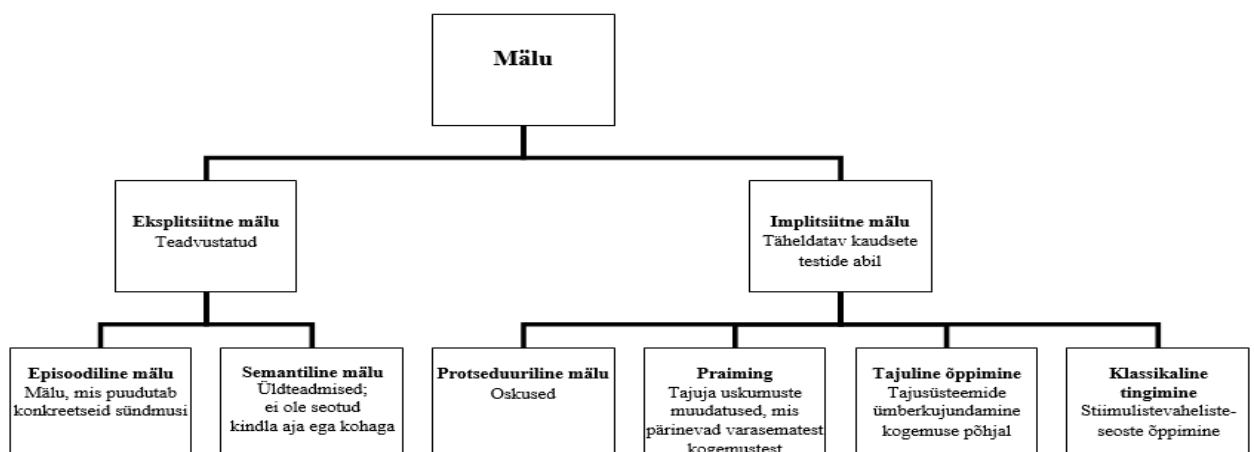 Mälu
Eksplitsiitne mälu
Teadvustatud
Implitsiitne mälu
Täheldatav kaudsete
testide abil
Episoodiline mälu
Mälu, mis puudutab
konkreetseid sündmusi
Semantiline mälu
Üldteadmised;
ei ole seotud
kindla aja ega kohaga
Protseduuriline mälu
Oskused
Praiming
Tajuja uskumuste
muudatused, mis
pärinevad varasematest
kogemustest
Tajuline õppimine
Tajusüsteemide
ümberkujundamine
kogemuse põhjal
Klassikaline
tingimine
Stiimulistevaheliste-
seoste õppimine